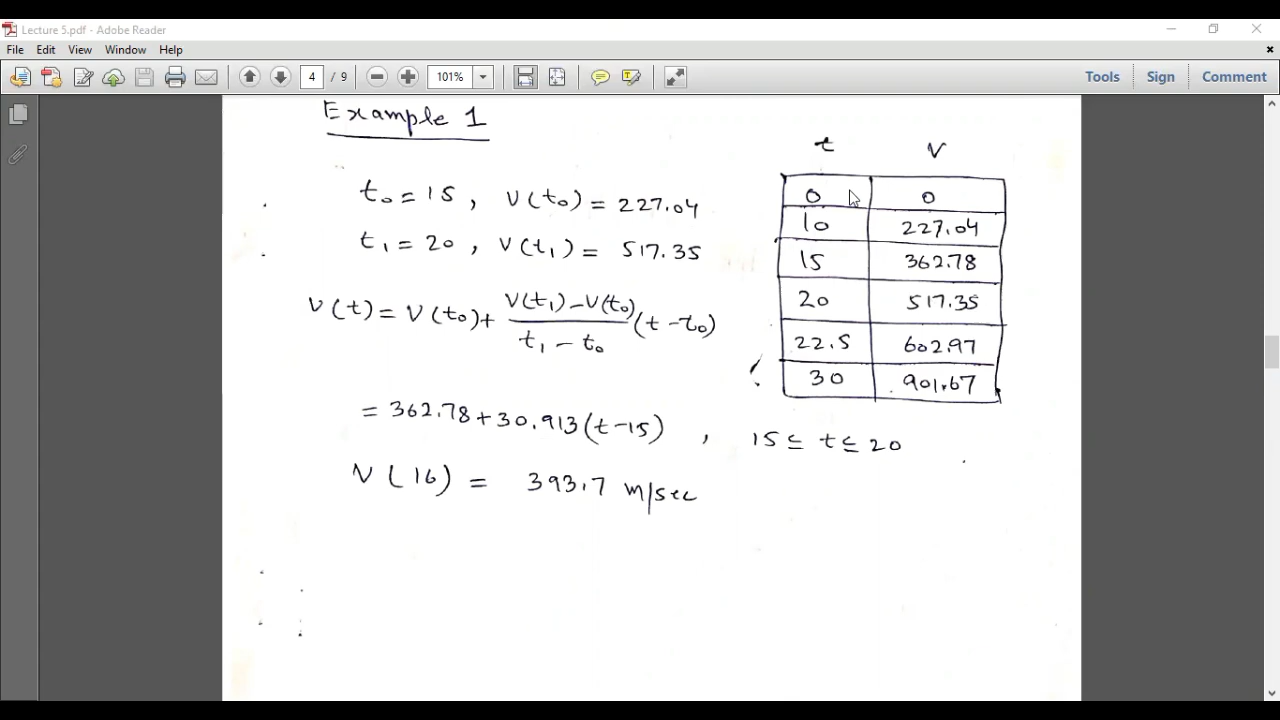 Lecture 5.pdf - Adobe Reader
File Edit View Window Help
4 / 9 101% Tools Sign Comment
Example 1
t₀ = 15 , V(t₀) = 227.04
t₁ = 20 , V(t₁) = 517.35
V(t) = V(t₀) + (V(t₁) - V(t₀)) / (t₁ - t₀) (t - t₀)
= 362.78 + 30.913 (t - 15) , 15 ≤ t ≤ 20
V(16) = 393.7 m/sec
t V
0 0
10 227.04
15 362.78
20 517.35
22.5 602.97
30 901.67